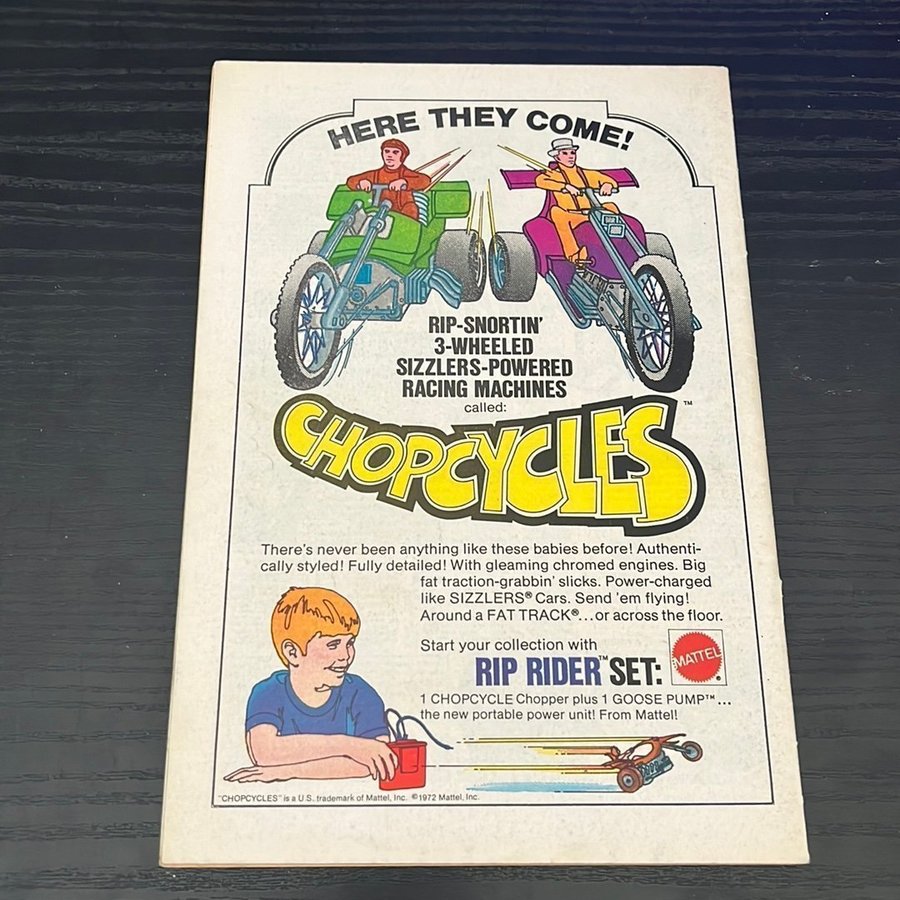 HERE THEY COME!
RIP-SNORTIN'
3-WHEELED
SIZZLERS-POWERED
RACING MACHINES
called:
CHOPCYCLES™
There's never been anything like these babies before! Authenti-
cally styled! Fully detailed! With gleaming chromed engines. Big
fat traction-grabbin' slicks. Power-charged
like SIZZLERS® Cars. Send 'em flying!
Around a FAT TRACK®...or across the floor.
Start your collection with
RIP RIDER™ SET:
MATTEL®
1 CHOPCYCLE Chopper plus 1 GOOSE PUMP™...
the new portable power unit! From Mattel!
"CHOPCYCLES" is a U.S. trademark of Mattel, Inc. ©1972 Mattel, Inc.